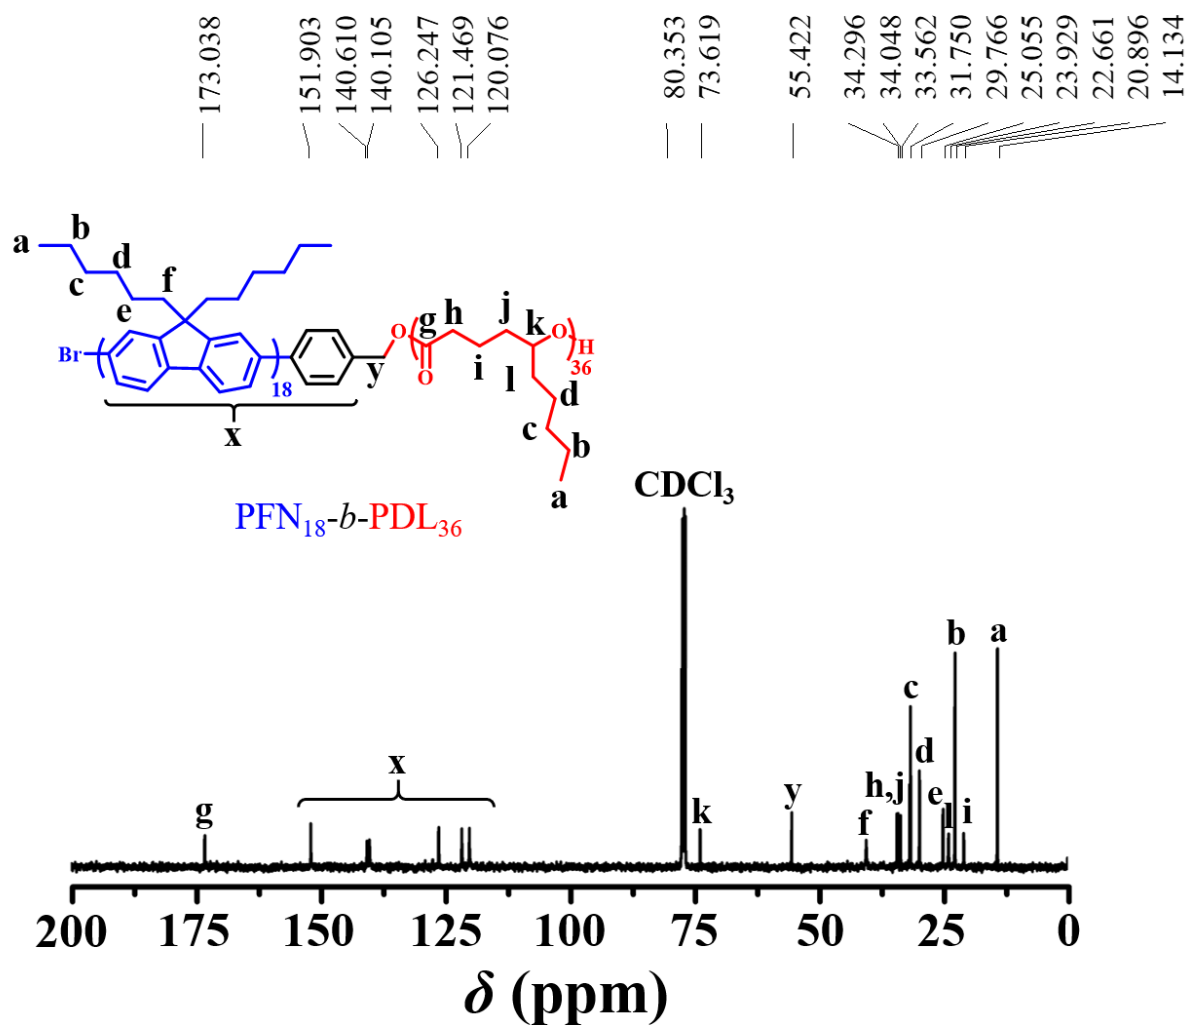 173.038
151.903
140.610
140.105
126.247
121.469
120.076
80.353
73.619
55.422
34.296
34.048
33.562
31.750
29.766
25.055
23.929
22.661
20.896
14.134
a b
c d
e f
Br
18
x
y
O
g h
i j
k O H
36
O
l d
c b
a
PFN18-b-PDL36
CDCl3
g
x
k
y
f
h,j
c
d
e
l
b
i
a
200 175 150 125 100 75 50 25 0
δ (ppm)